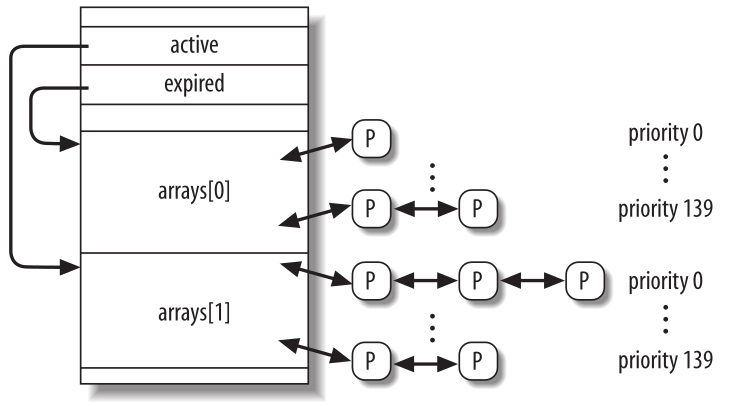 active
expired
P
priority 0
arrays[0]
P P
priority 139
P P P
priority 0
arrays[1]
P P
priority 139